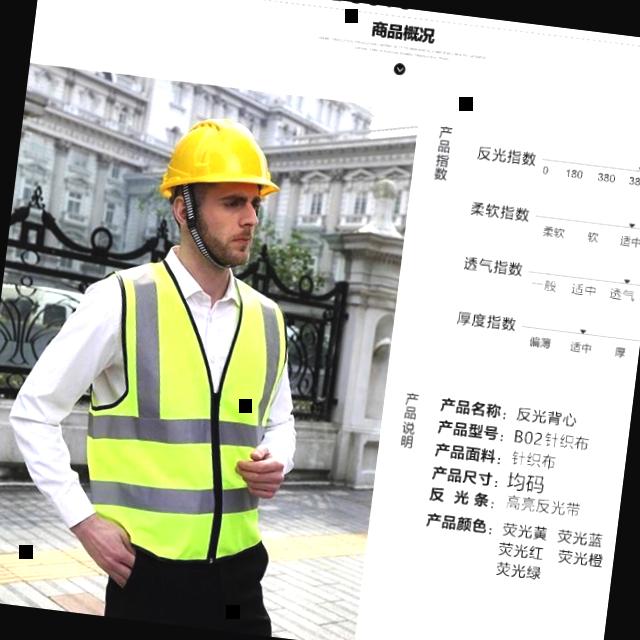 商品概况
产品指数
反光指数
0 180 380 38
柔软指数
柔软 软 适中
透气指数
一般 适中 透气
厚度指数
偏薄 适中 厚
产品说明
产品名称：反光背心
产品型号：B02针织布
产品面料：针织布
产品尺寸：均码
反 光 条：高亮反光带
产品颜色：荧光黄 荧光蓝
荧光红 荧光橙
荧光绿